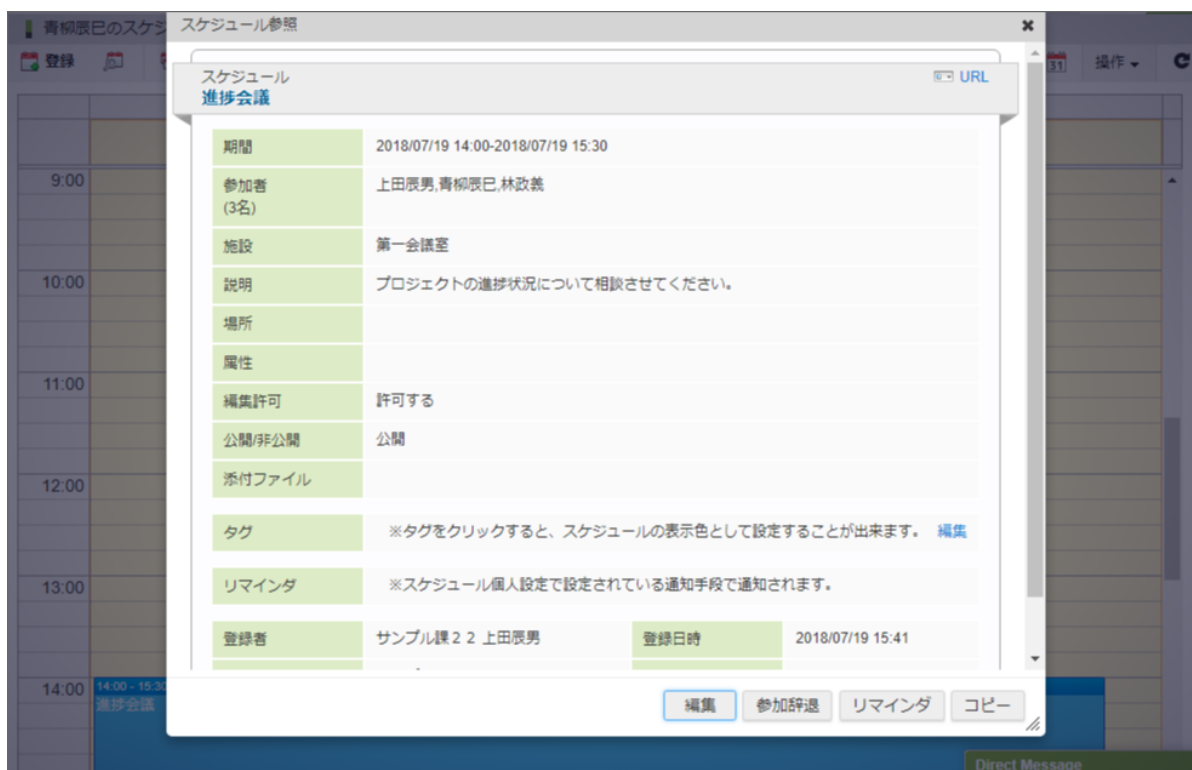 青柳辰巳のスケジ
スケジュール参照
登録
31
操作
スケジュール
URL
進捗会議
期間
2018/07/19 14:00-2018/07/19 15:30
参加者
(3名)
上田辰男,青柳辰巳,林政義
施設
第一会議室
説明
プロジェクトの進捗状況について相談させてください。
場所
属性
編集許可
許可する
公開/非公開
公開
添付ファイル
タグ
※タグをクリックすると、スケジュールの表示色として設定することが出来ます。 編集
リマインダ
※スケジュール個人設定で設定されている通知手段で通知されます。
登録者
サンプル課22 上田辰男
登録日時
2018/07/19 15:41
編集
参加辞退
リマインダ
コピー
9:00
10:00
11:00
12:00
13:00
14:00
14:00 - 15:30
進捗会議
Direct Message